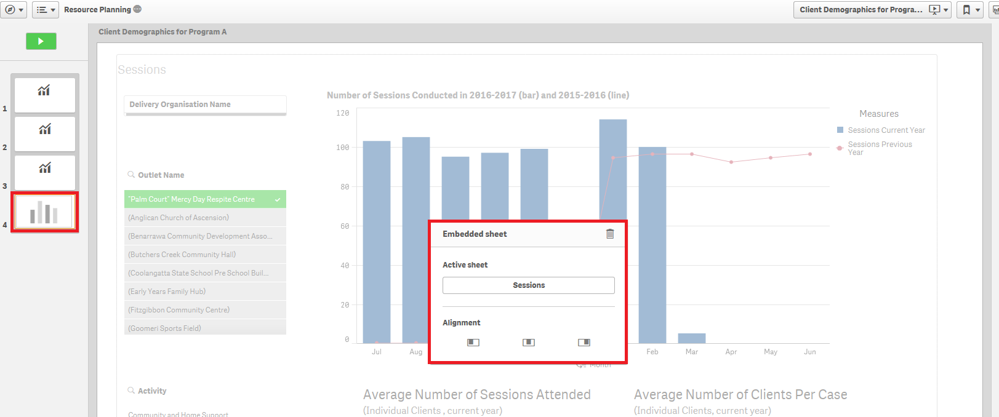 Resource Planning
Client Demographics for Progra...
Client Demographics for Program A
1
2
3
4
Sessions
Delivery Organisation Name
Outlet Name
"Palm Court" Mercy Day Respite Centre
(Anglican Church of Ascension)
(Benarrawa Community Development Asso...
(Butchers Creek Community Hall)
(Coolangatta State School Pre School Buil...
(Early Years Family Hub)
(Fitzgibbon Community Centre)
(Goomeri Sports Field)
Activity
Community and Home Support
Number of Sessions Conducted in 2016-2017 (bar) and 2015-2016 (line)
120
100
80
60
40
20
0
Jul
Aug
Feb
Mar
Apr
May
Jun
Month
Measures
Sessions Current Year
Sessions Previous
Year
Embedded sheet
Active sheet
Sessions
Alignment
Average Number of Sessions Attended
(Individual Clients , current year)
Average Number of Clients Per Case
(Individual Clients, current year)